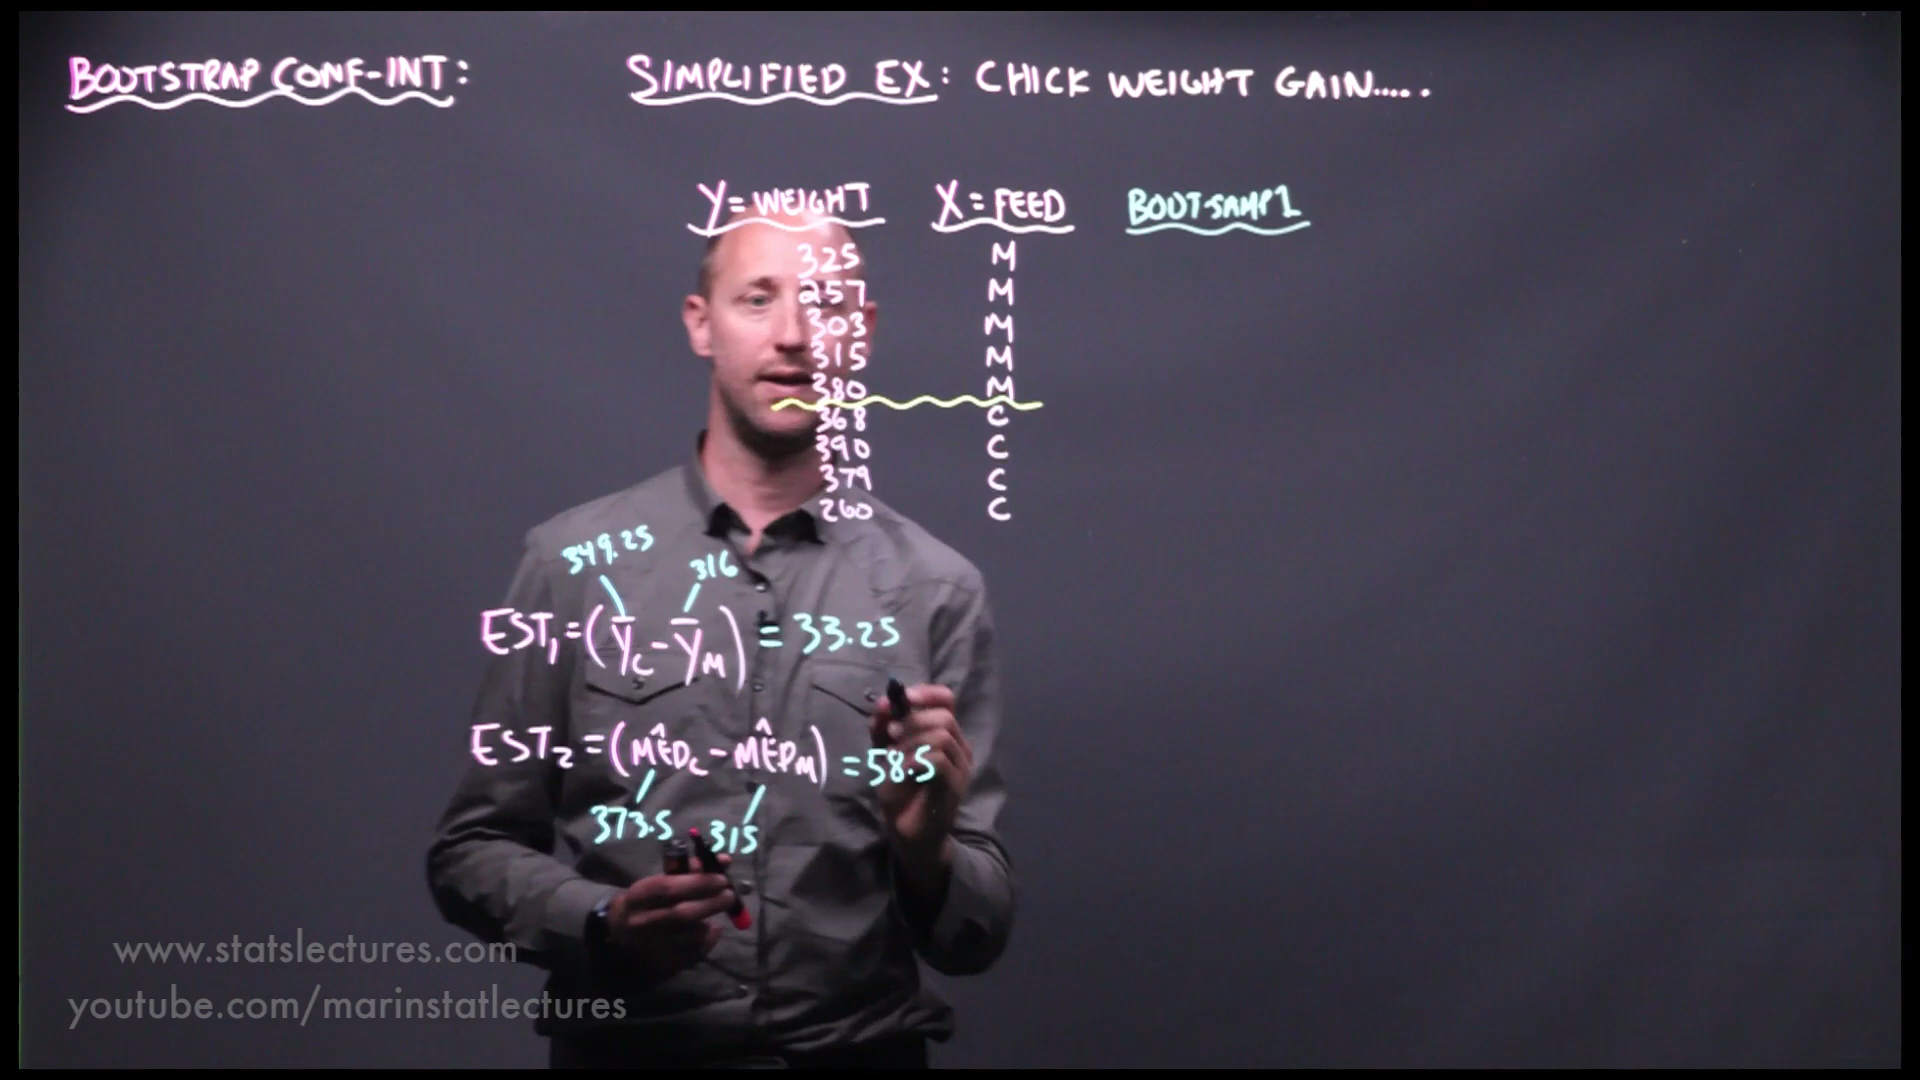 BOOTSTRAP CONF-INT:
SIMPLIFIED EX: CHICK WEIGHT GAIN.....
Y = WEIGHT X = FEED BOOT-SAMP1
325 M
257 M
303 M
315 M
380 M
368 C
390 C
379 C
260 C
349.25 316
EST₁ = (Ȳc - ȲM) = 33.25
EST₂ = (MÊDc - MÊDM) = 58.5
373.5 315
www.statslectures.com
youtube.com/marinstatlectures